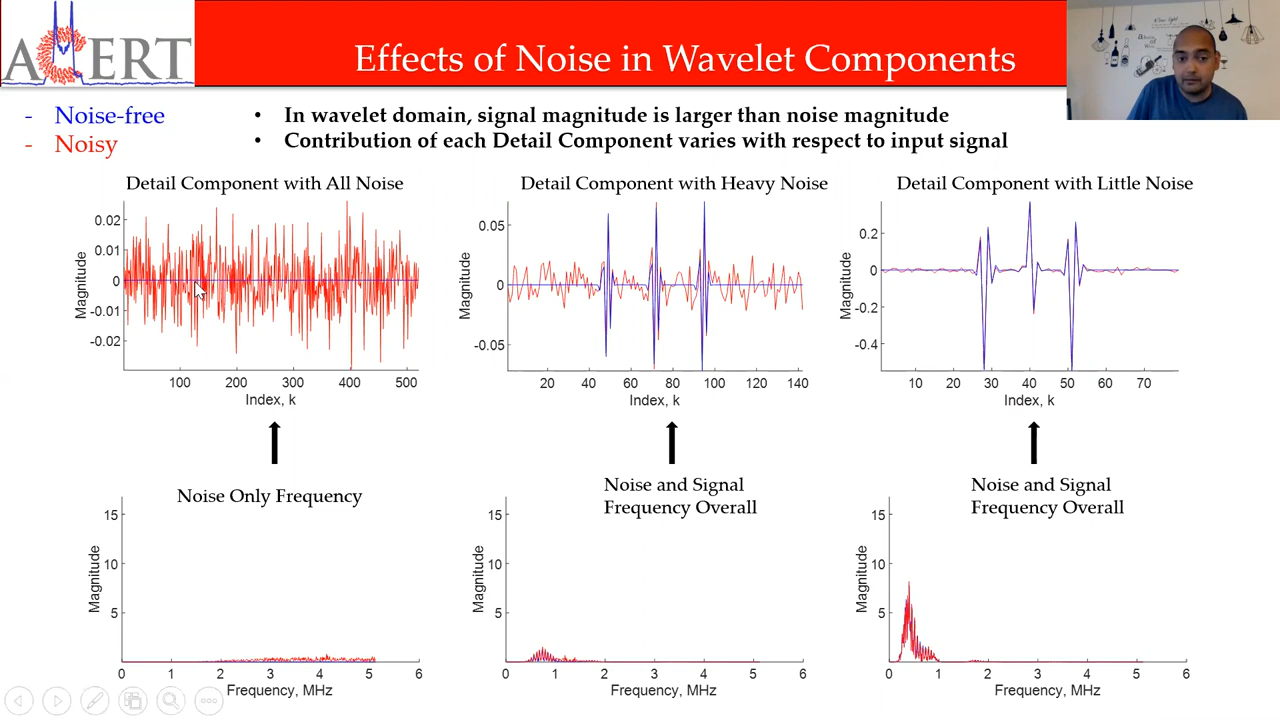 ACERT
Effects of Noise in Wavelet Components
- Noise-free
- Noisy
• In wavelet domain, signal magnitude is larger than noise magnitude
• Contribution of each Detail Component varies with respect to input signal
Detail Component with All Noise
Detail Component with Heavy Noise
Detail Component with Little Noise
Magnitude
0.02
0.01
0
-0.01
-0.02
100 200 300 400 500
Index, k
Magnitude
0.05
0
-0.05
20 40 60 80 100 120 140
Index, k
Magnitude
0.2
0
-0.2
-0.4
10 20 30 40 50 60 70
Index, k
Noise Only Frequency
Magnitude
15
10
5
0 1 2 3 4 5 6
Frequency, MHz
Noise and Signal
Frequency Overall
Magnitude
15
10
5
0 1 2 3 4 5 6
Frequency, MHz
Noise and Signal
Frequency Overall
Magnitude
15
10
5
0 1 2 3 4 5 6
Frequency, MHz